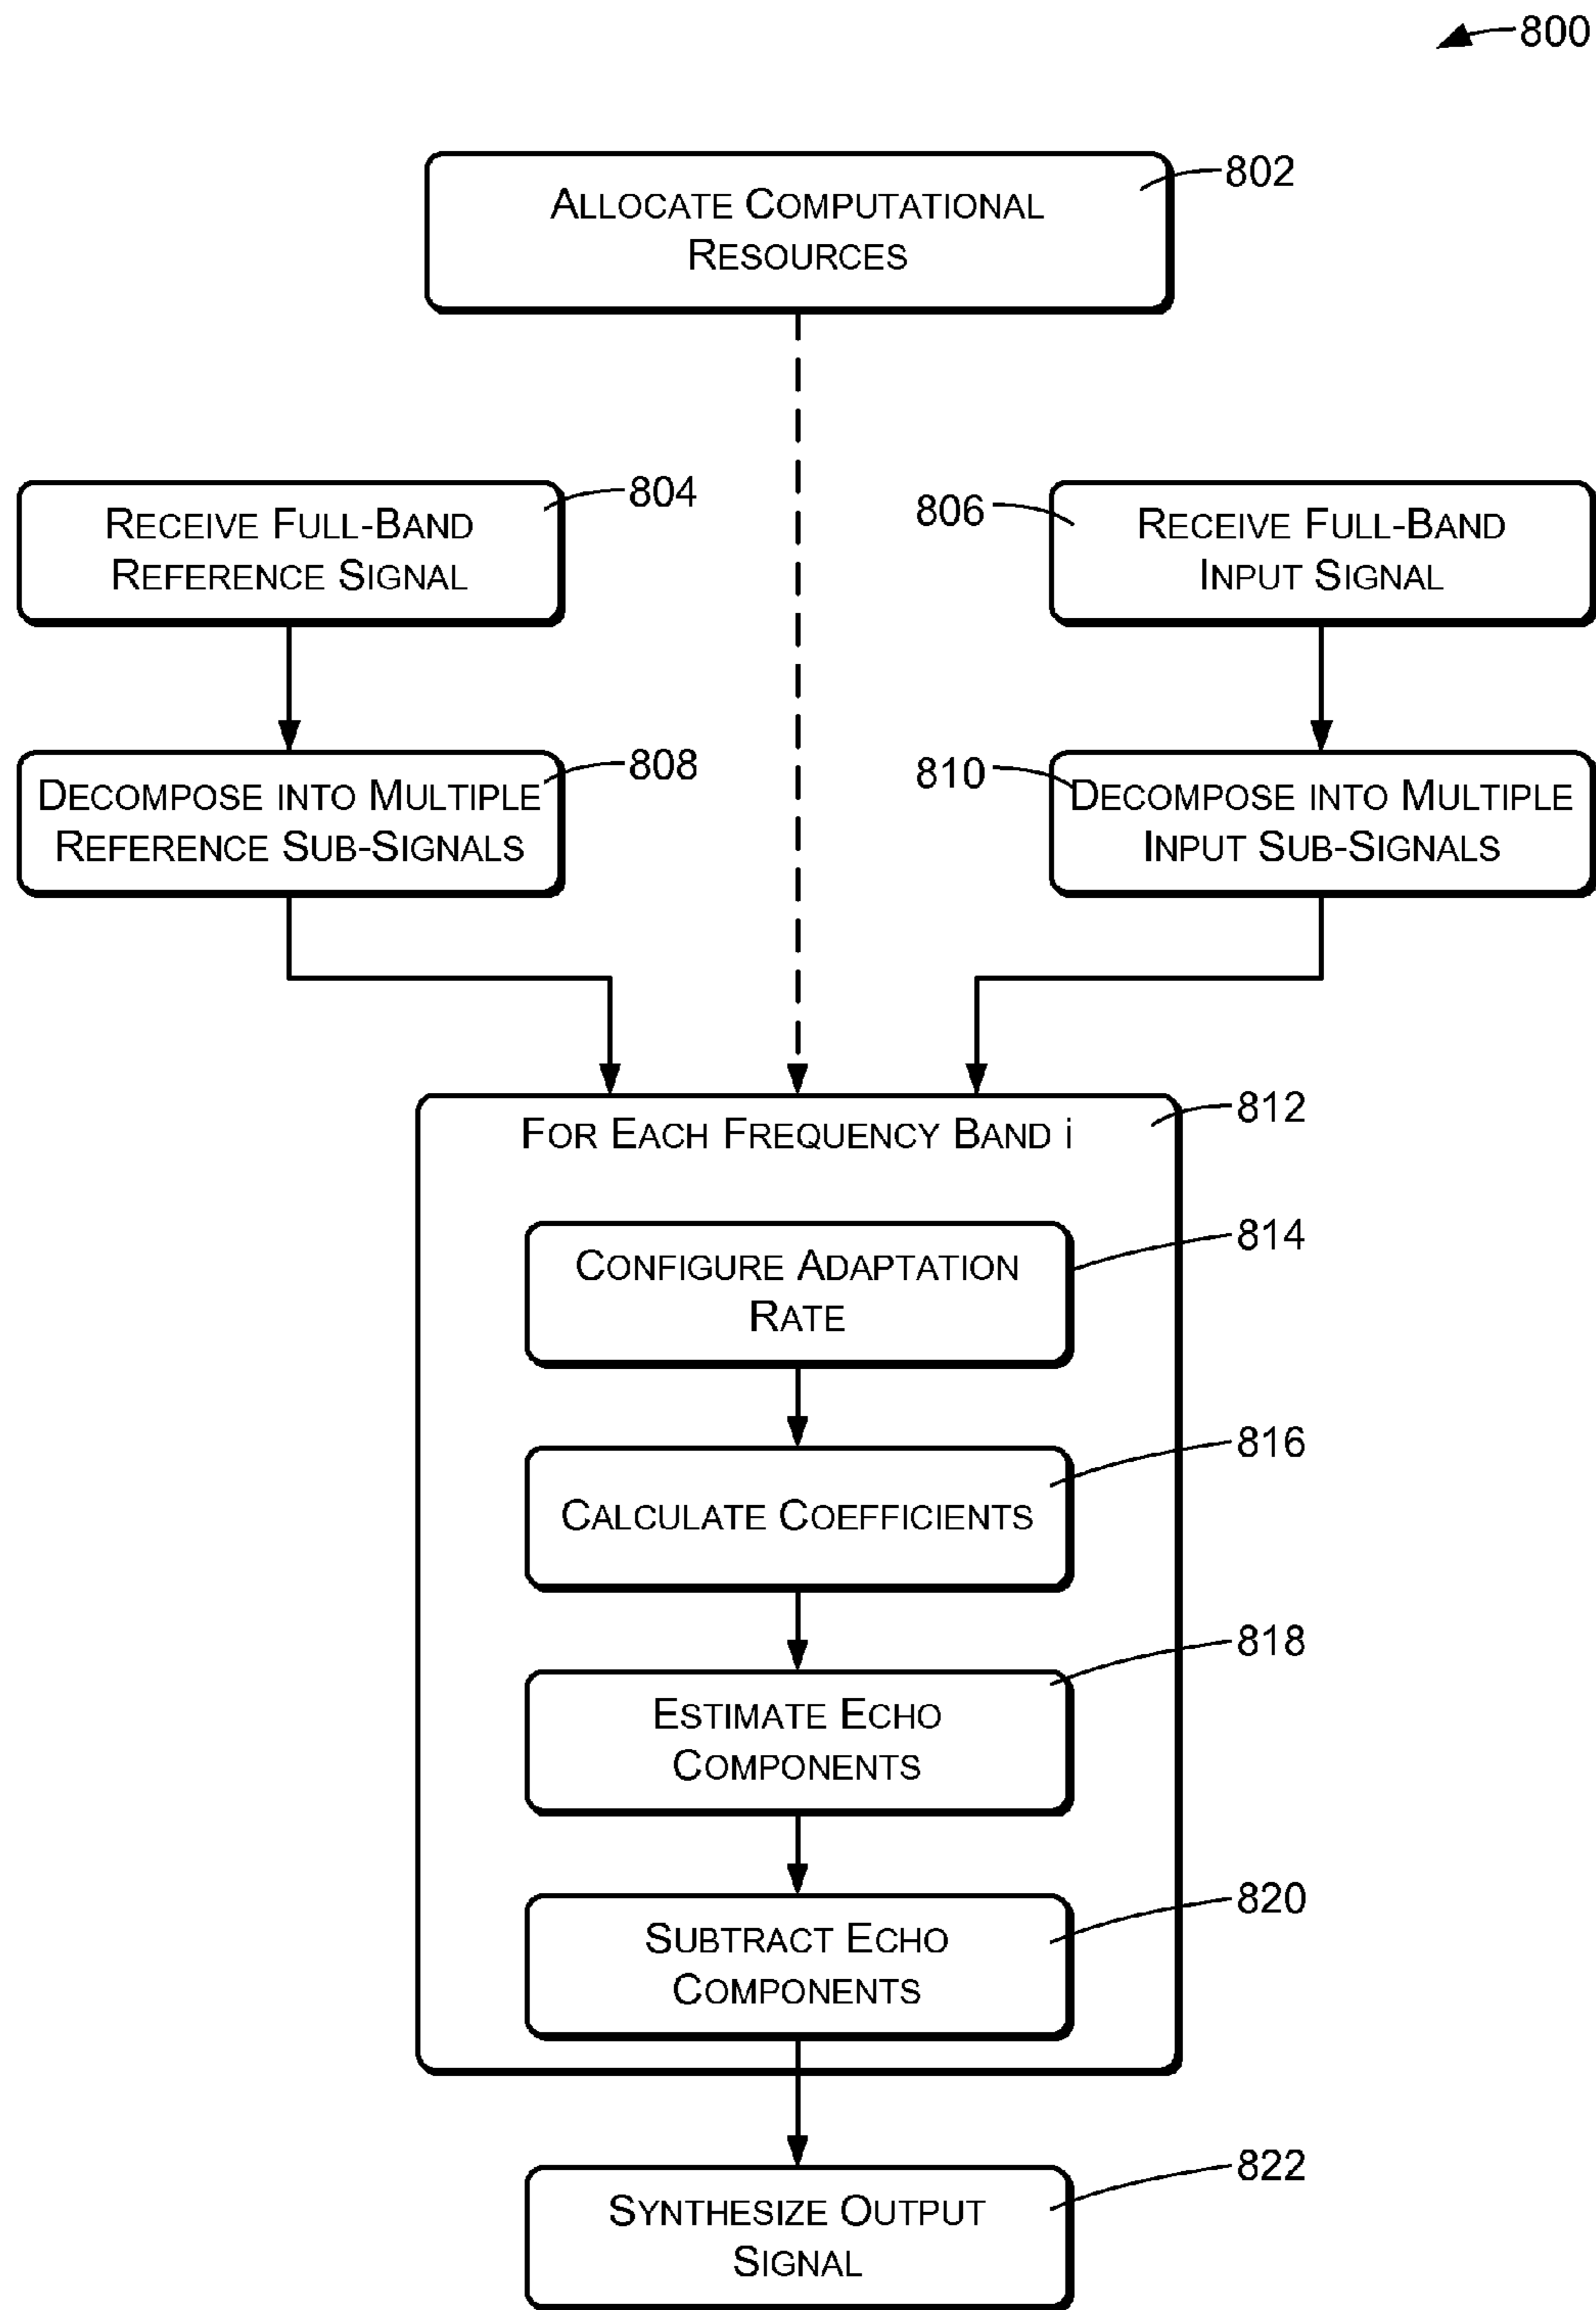 800
802
ALLOCATE COMPUTATIONAL
RESOURCES
804
RECEIVE FULL-BAND
REFERENCE SIGNAL
806
RECEIVE FULL-BAND
INPUT SIGNAL
808
DECOMPOSE INTO MULTIPLE
REFERENCE SUB-SIGNALS
810
DECOMPOSE INTO MULTIPLE
INPUT SUB-SIGNALS
812
FOR EACH FREQUENCY BAND i
814
CONFIGURE ADAPTATION
RATE
816
CALCULATE COEFFICIENTS
818
ESTIMATE ECHO
COMPONENTS
820
SUBTRACT ECHO
COMPONENTS
822
SYNTHESIZE OUTPUT
SIGNAL